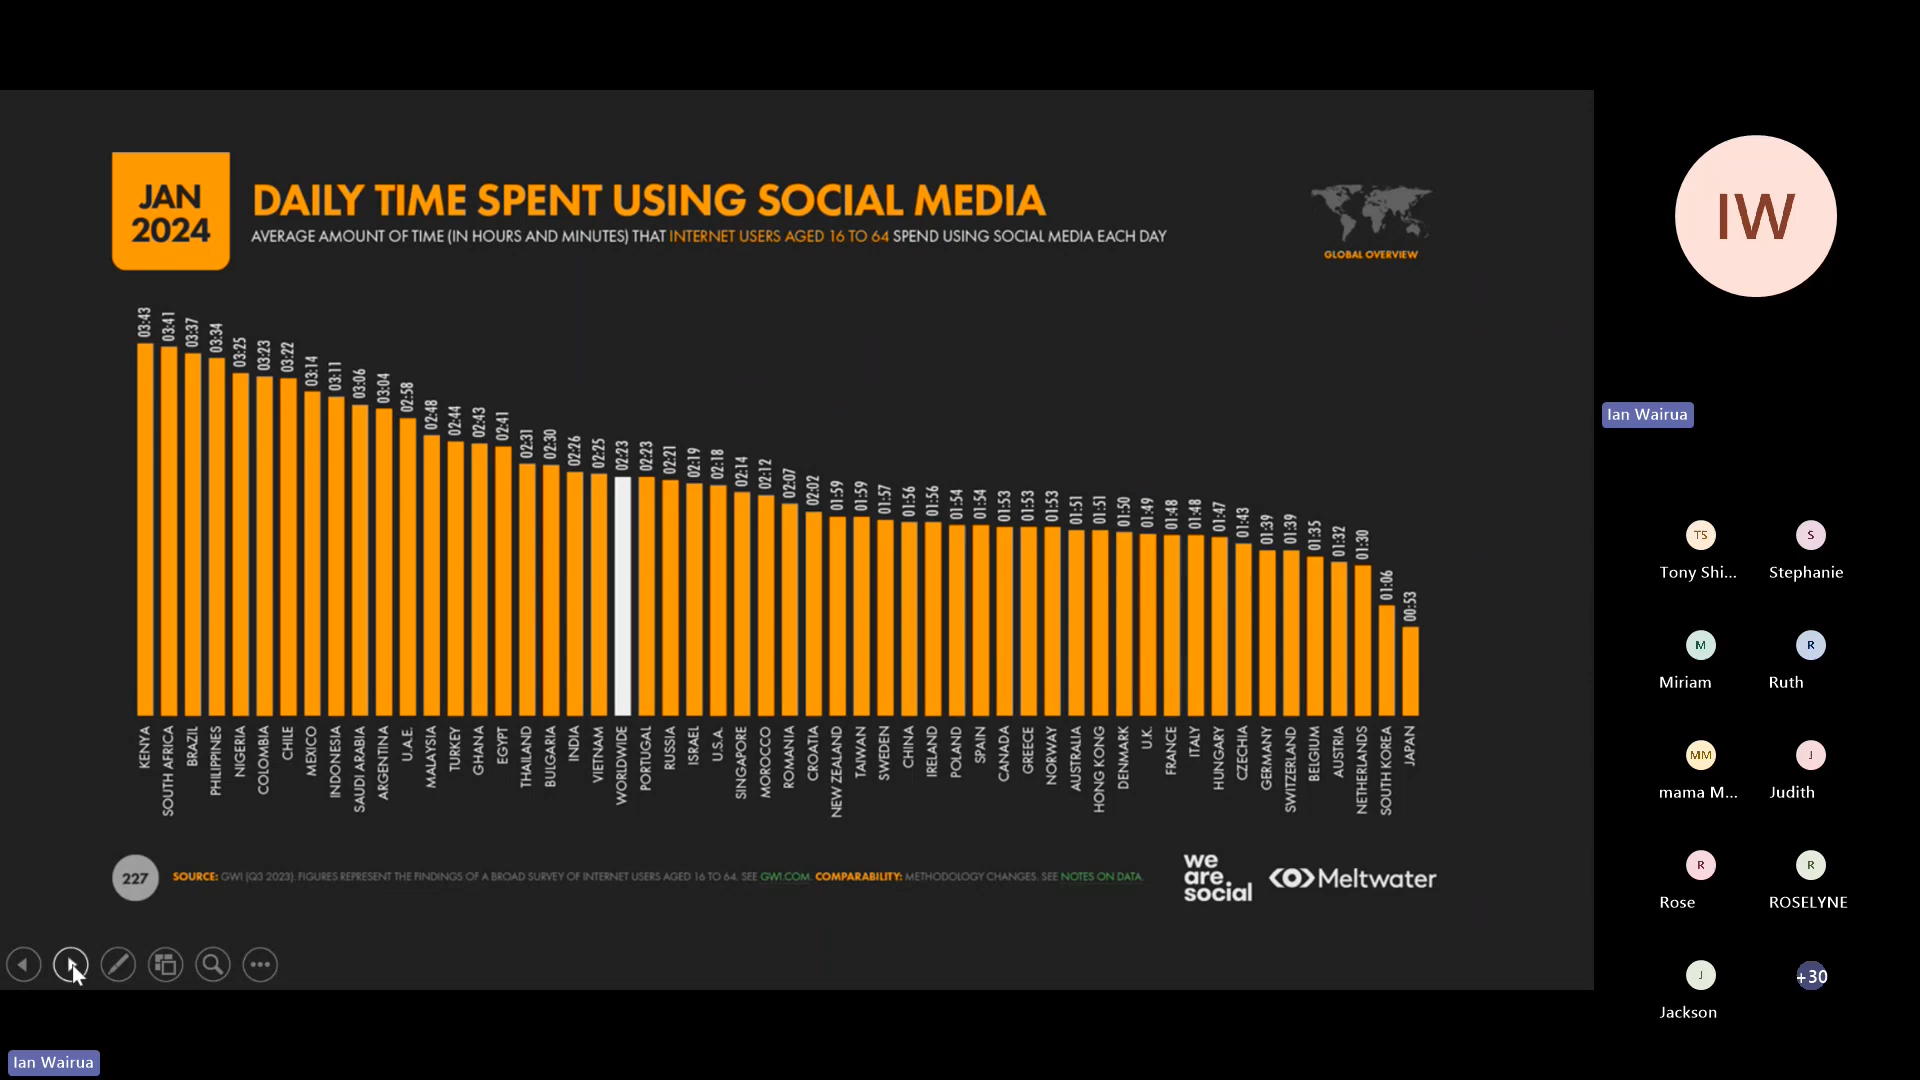 JAN
2024
DAILY TIME SPENT USING SOCIAL MEDIA
AVERAGE AMOUNT OF TIME (IN HOURS AND MINUTES) THAT INTERNET USERS AGED 16 TO 64 SPEND USING SOCIAL MEDIA EACH DAY
GLOBAL OVERVIEW
03:43 03:41 03:37 03:34 03:25 03:23 03:22 03:14 03:11 03:06 03:04 02:58 02:48 02:44 02:43 02:41 02:31 02:30 02:26 02:25 02:23 02:23 02:21 02:19 02:18 02:14 02:12 02:07 02:02 01:59 01:59 01:57 01:56 01:56 01:54 01:54 01:53 01:53 01:53 01:51 01:51 01:50 01:49 01:48 01:48 01:47 01:43 01:39 01:39 01:35 01:32 01:30 01:06 00:53
KENYA SOUTH AFRICA BRAZIL PHILIPPINES NIGERIA COLOMBIA CHILE MEXICO INDONESIA SAUDI ARABIA ARGENTINA U.A.E. MALAYSIA TURKEY GHANA EGYPT THAILAND BULGARIA INDIA VIETNAM WORLDWIDE PORTUGAL RUSSIA ISRAEL U.S.A. SINGAPORE MOROCCO ROMANIA CROATIA NEW ZEALAND TAIWAN SWEDEN CHINA IRELAND POLAND SPAIN CANADA GREECE NORWAY AUSTRALIA HONG KONG DENMARK U.K. FRANCE ITALY HUNGARY CZECHIA GERMANY SWITZERLAND BELGIUM AUSTRIA NETHERLANDS SOUTH KOREA JAPAN
227
SOURCE: GWI (Q3 2023). FIGURES REPRESENT THE FINDINGS OF A BROAD SURVEY OF INTERNET USERS AGED 16 TO 64. SEE GWI.COM. COMPARABILITY: METHODOLOGY CHANGES. SEE NOTES ON DATA.
we
are
social
Meltwater
Ian Wairua
IW
Ian Wairua
TS
Tony Shi...
S
Stephanie
M
Miriam
R
Ruth
MM
mama M...
J
Judith
R
Rose
R
ROSELYNE
J
Jackson
+30